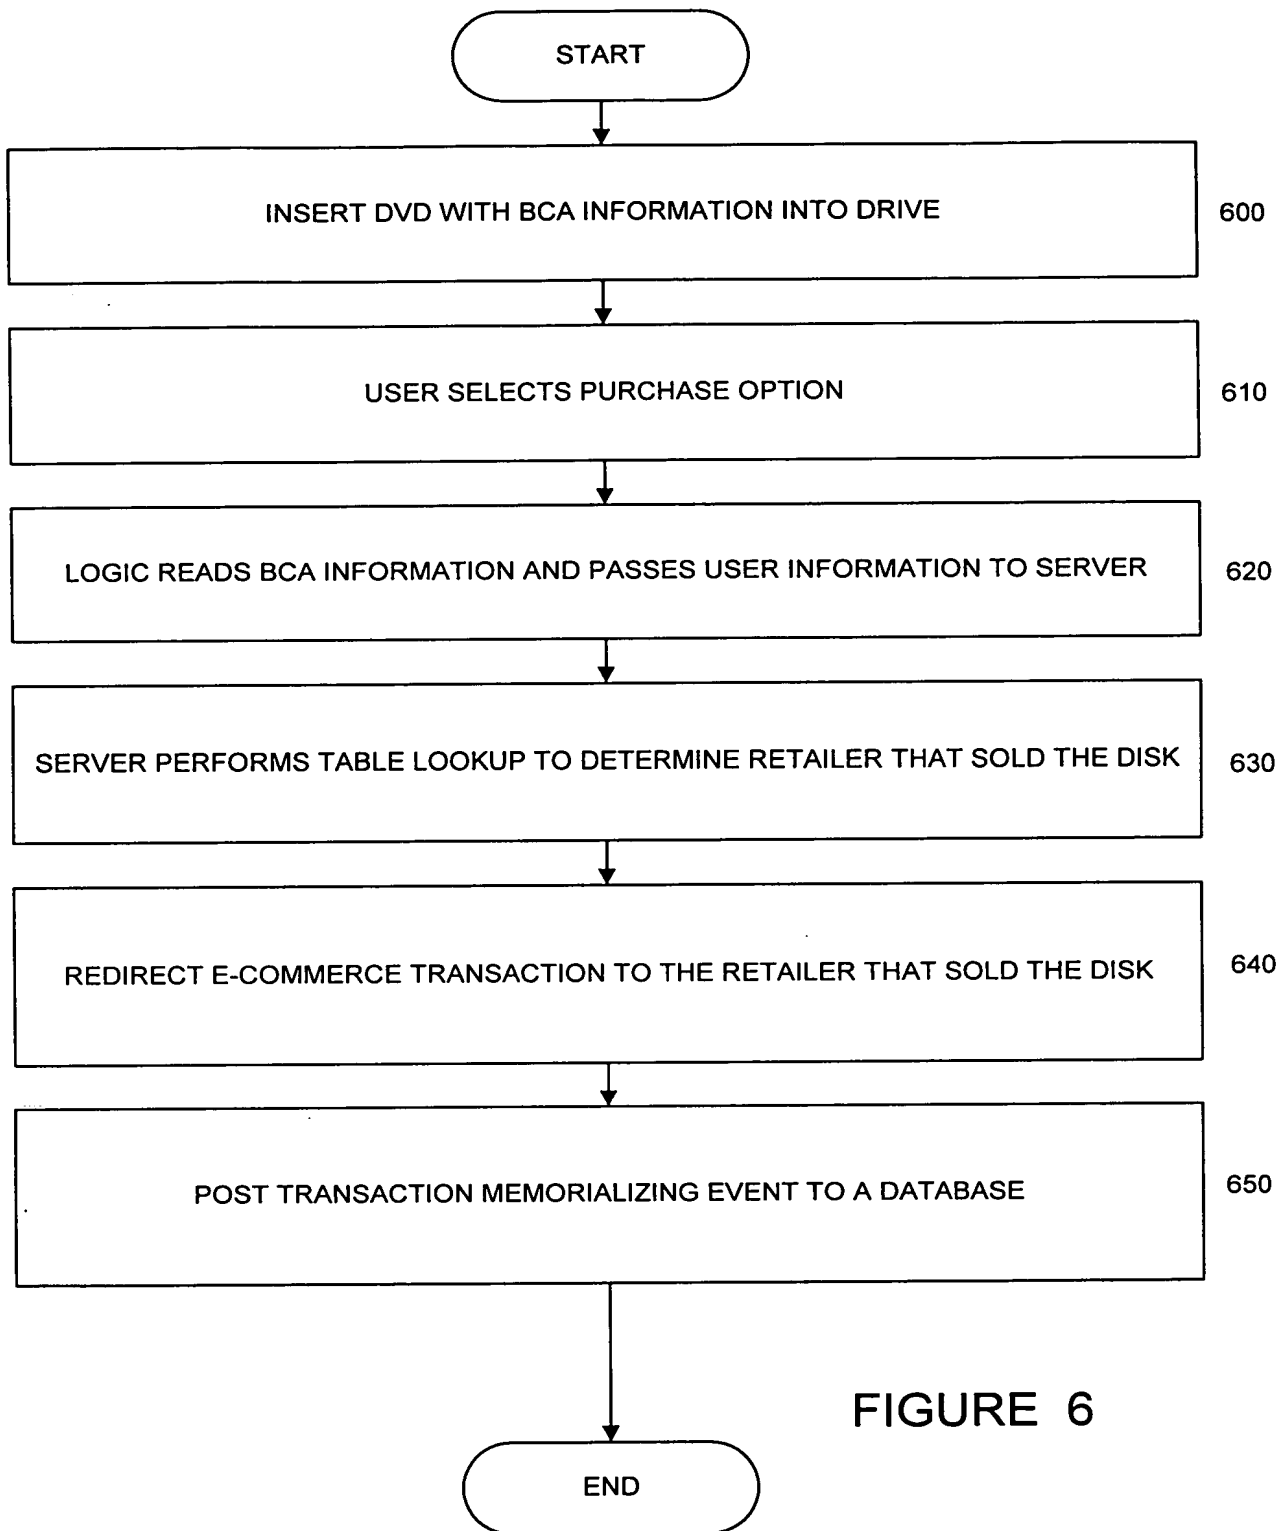 START
INSERT DVD WITH BCA INFORMATION INTO DRIVE
600
USER SELECTS PURCHASE OPTION
610
LOGIC READS BCA INFORMATION AND PASSES USER INFORMATION TO SERVER
620
SERVER PERFORMS TABLE LOOKUP TO DETERMINE RETAILER THAT SOLD THE DISK
630
REDIRECT E-COMMERCE TRANSACTION TO THE RETAILER THAT SOLD THE DISK
640
POST TRANSACTION MEMORIALIZING EVENT TO A DATABASE
650
FIGURE 6
END